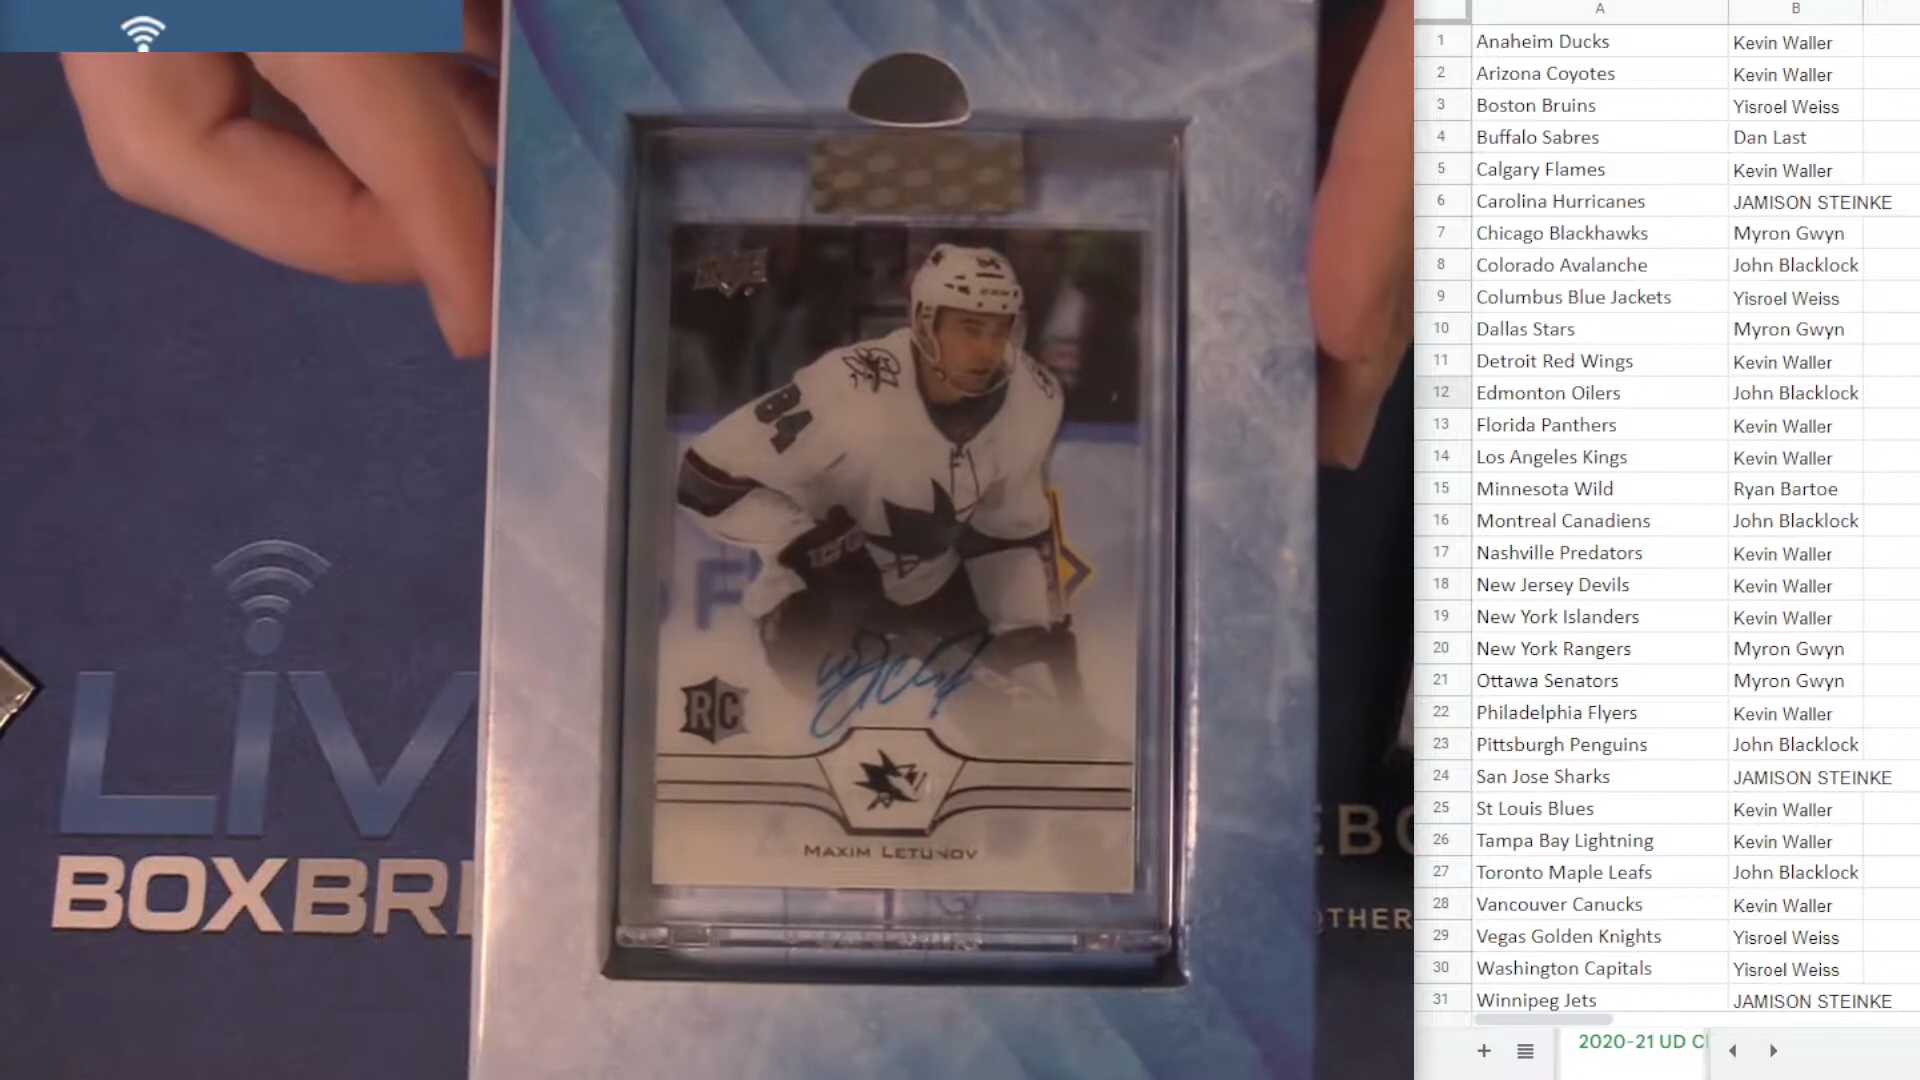 84
RC
MAXIM LETUNOV
LIV
BOXBR
EBO
@THER
A B
1 Anaheim Ducks Kevin Waller
2 Arizona Coyotes Kevin Waller
3 Boston Bruins Yisroel Weiss
4 Buffalo Sabres Dan Last
5 Calgary Flames Kevin Waller
6 Carolina Hurricanes JAMISON STEINKE
7 Chicago Blackhawks Myron Gwyn
8 Colorado Avalanche John Blacklock
9 Columbus Blue Jackets Yisroel Weiss
10 Dallas Stars Myron Gwyn
11 Detroit Red Wings Kevin Waller
12 Edmonton Oilers John Blacklock
13 Florida Panthers Kevin Waller
14 Los Angeles Kings Kevin Waller
15 Minnesota Wild Ryan Bartoe
16 Montreal Canadiens John Blacklock
17 Nashville Predators Kevin Waller
18 New Jersey Devils Kevin Waller
19 New York Islanders Kevin Waller
20 New York Rangers Myron Gwyn
21 Ottawa Senators Myron Gwyn
22 Philadelphia Flyers Kevin Waller
23 Pittsburgh Penguins John Blacklock
24 San Jose Sharks JAMISON STEINKE
25 St Louis Blues Kevin Waller
26 Tampa Bay Lightning Kevin Waller
27 Toronto Maple Leafs John Blacklock
28 Vancouver Canucks Kevin Waller
29 Vegas Golden Knights Yisroel Weiss
30 Washington Capitals Yisroel Weiss
31 Winnipeg Jets JAMISON STEINKE
2020-21 UD C